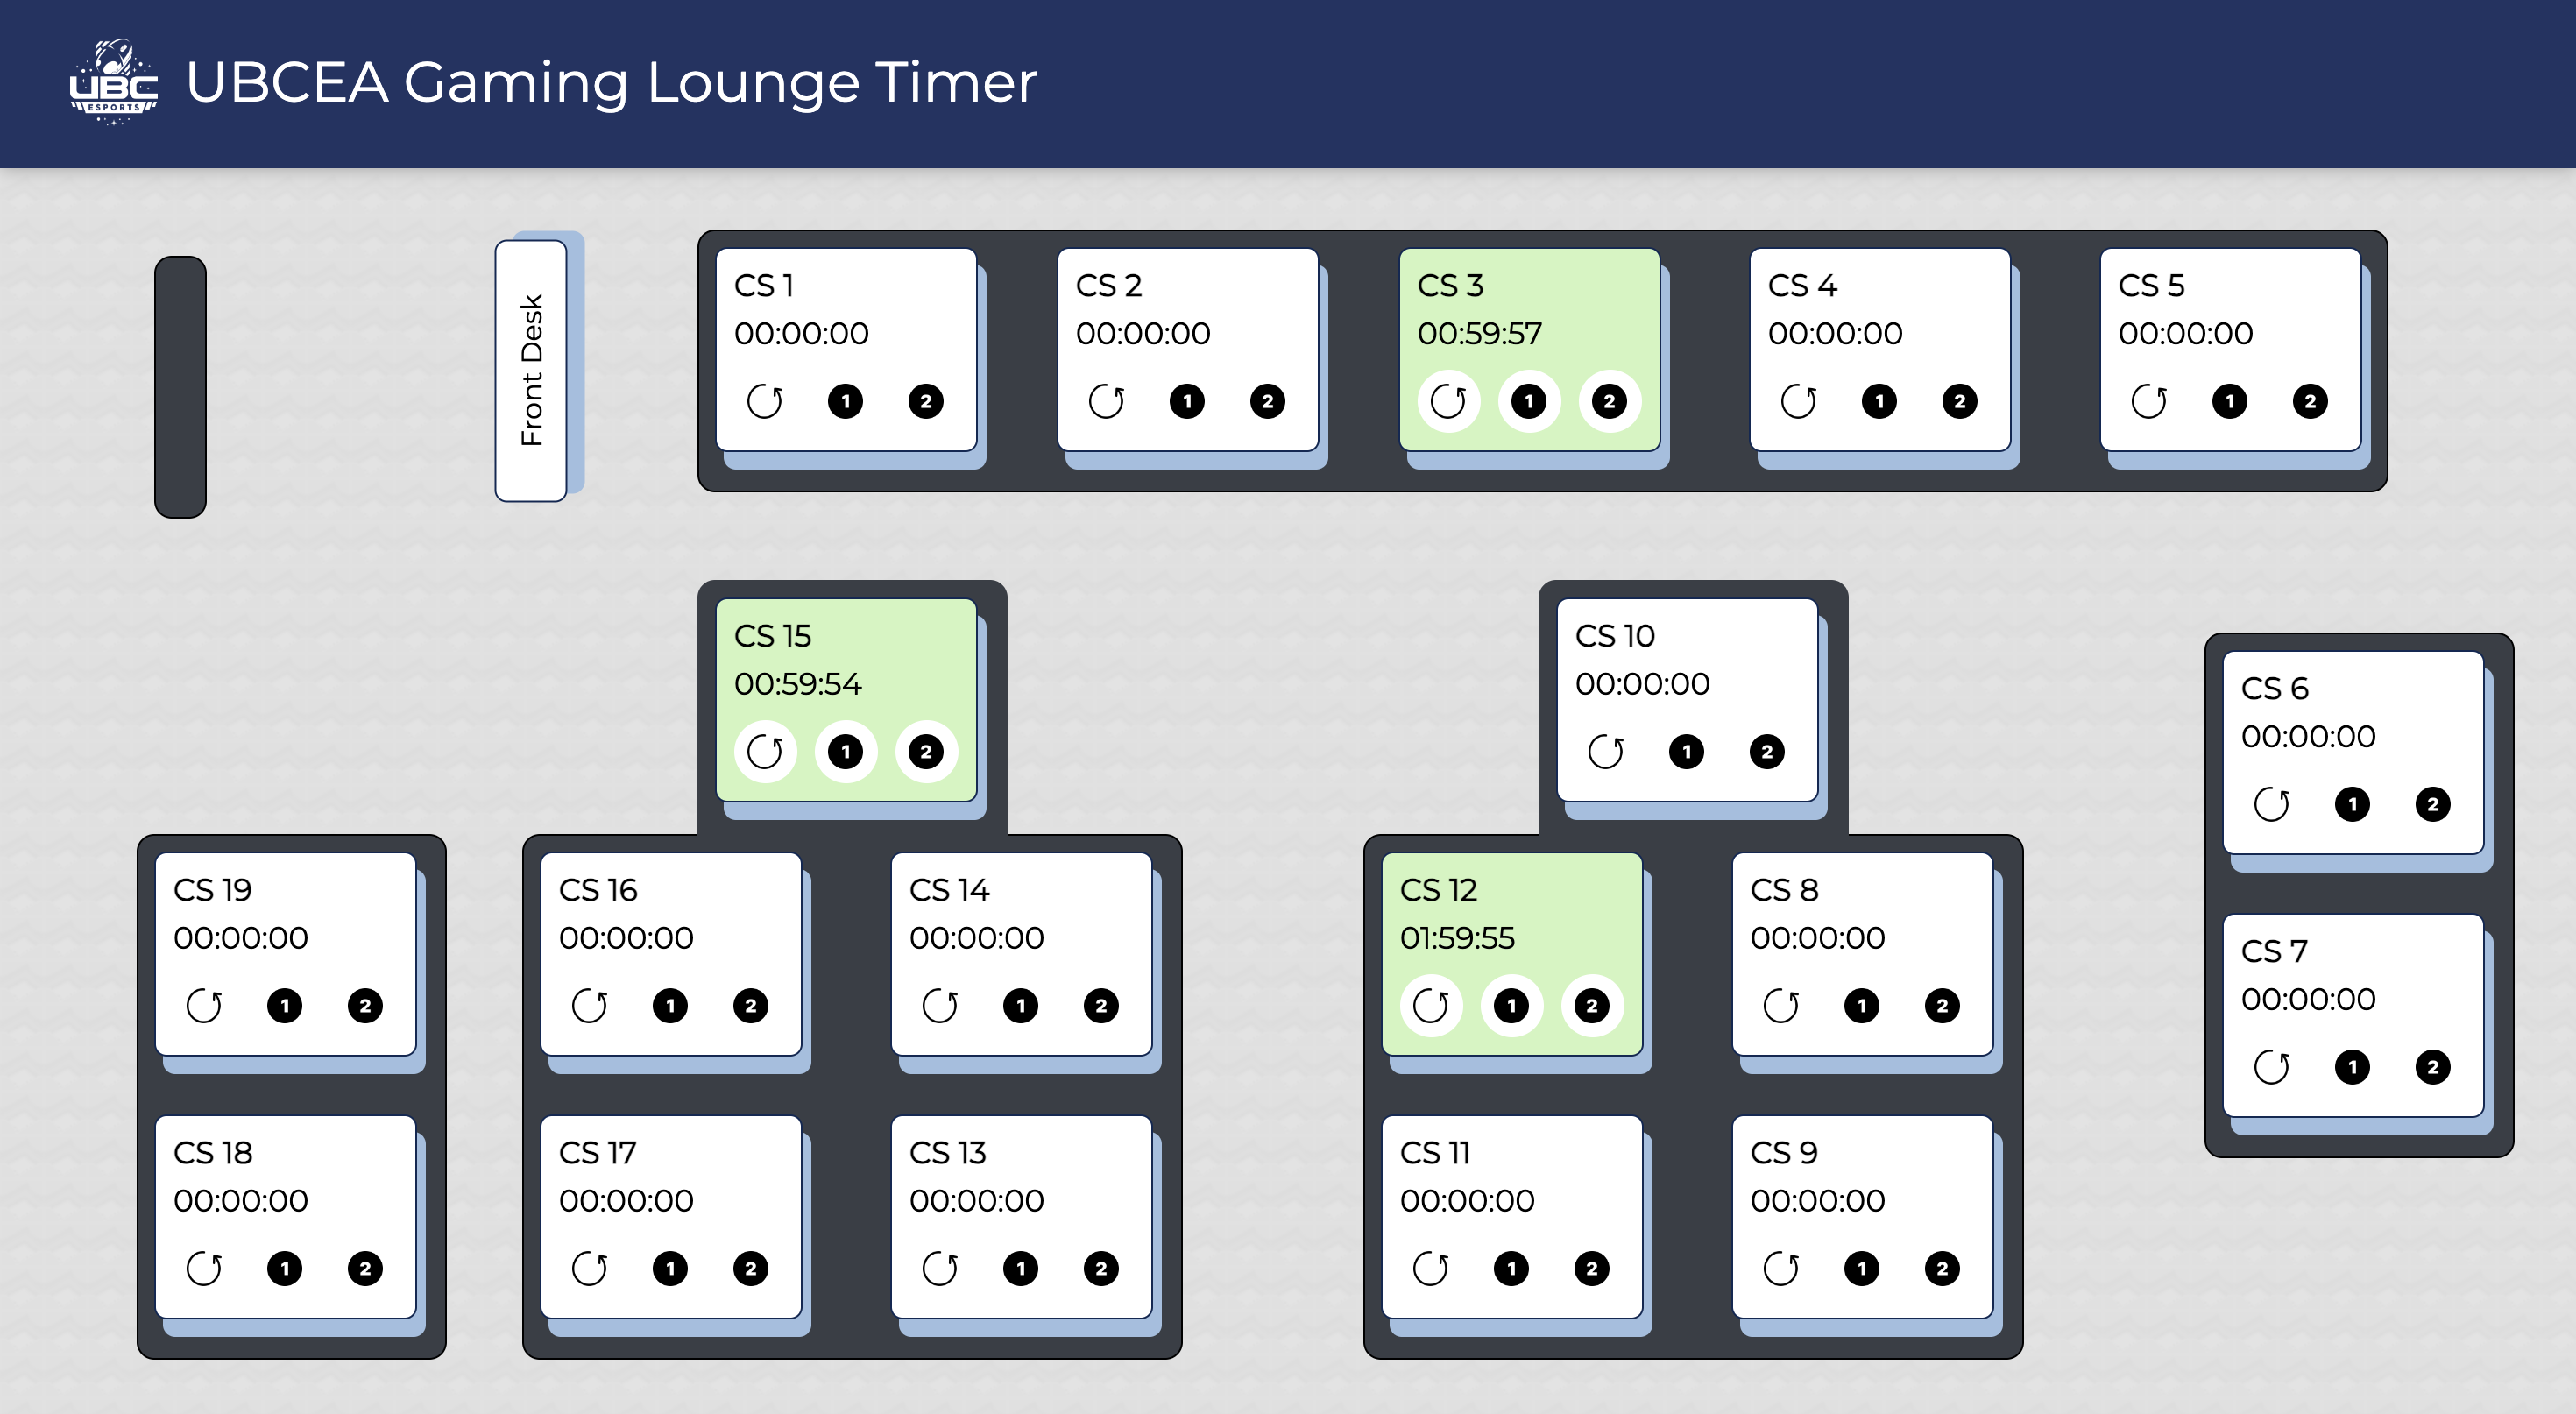 UBC
ESPORTS
UBCEA Gaming Lounge Timer
Front Desk
CS 1
00:00:00
1 2
CS 2
00:00:00
1 2
CS 3
00:59:57
1 2
CS 4
00:00:00
1 2
CS 5
00:00:00
1 2
CS 15
00:59:54
1 2
CS 10
00:00:00
1 2
CS 6
00:00:00
1 2
CS 19
00:00:00
1 2
CS 16
00:00:00
1 2
CS 14
00:00:00
1 2
CS 12
01:59:55
1 2
CS 8
00:00:00
1 2
CS 7
00:00:00
1 2
CS 18
00:00:00
1 2
CS 17
00:00:00
1 2
CS 13
00:00:00
1 2
CS 11
00:00:00
1 2
CS 9
00:00:00
1 2